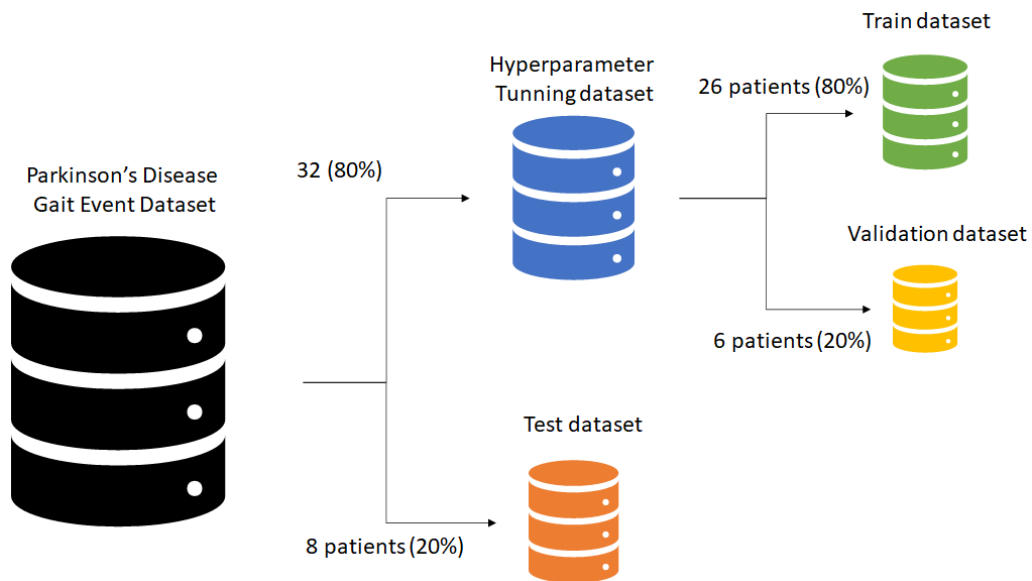 Parkinson's Disease
Gait Event Dataset
32 (80%)
8 patients (20%)
Hyperparameter
Tunning dataset
Test dataset
26 patients (80%)
6 patients (20%)
Train dataset
Validation dataset